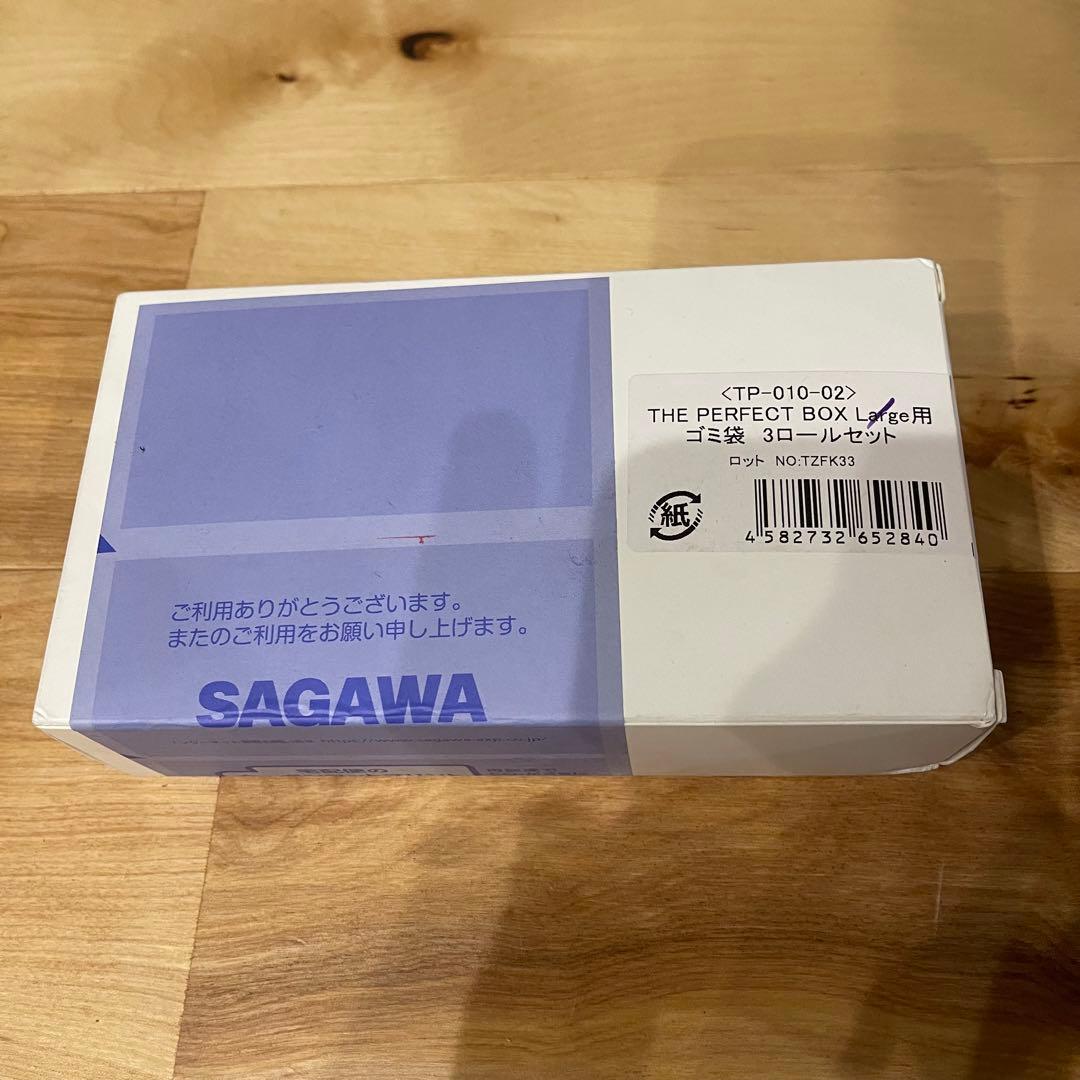 <TP-010-02>
THE PERFECT BOX Large用
ゴミ袋 3ロールセット
ロット NO:TZFK33
紙
4 582732 652840
ご利用ありがとうございます。
またのご利用をお願い申し上げます。
SAGAWA